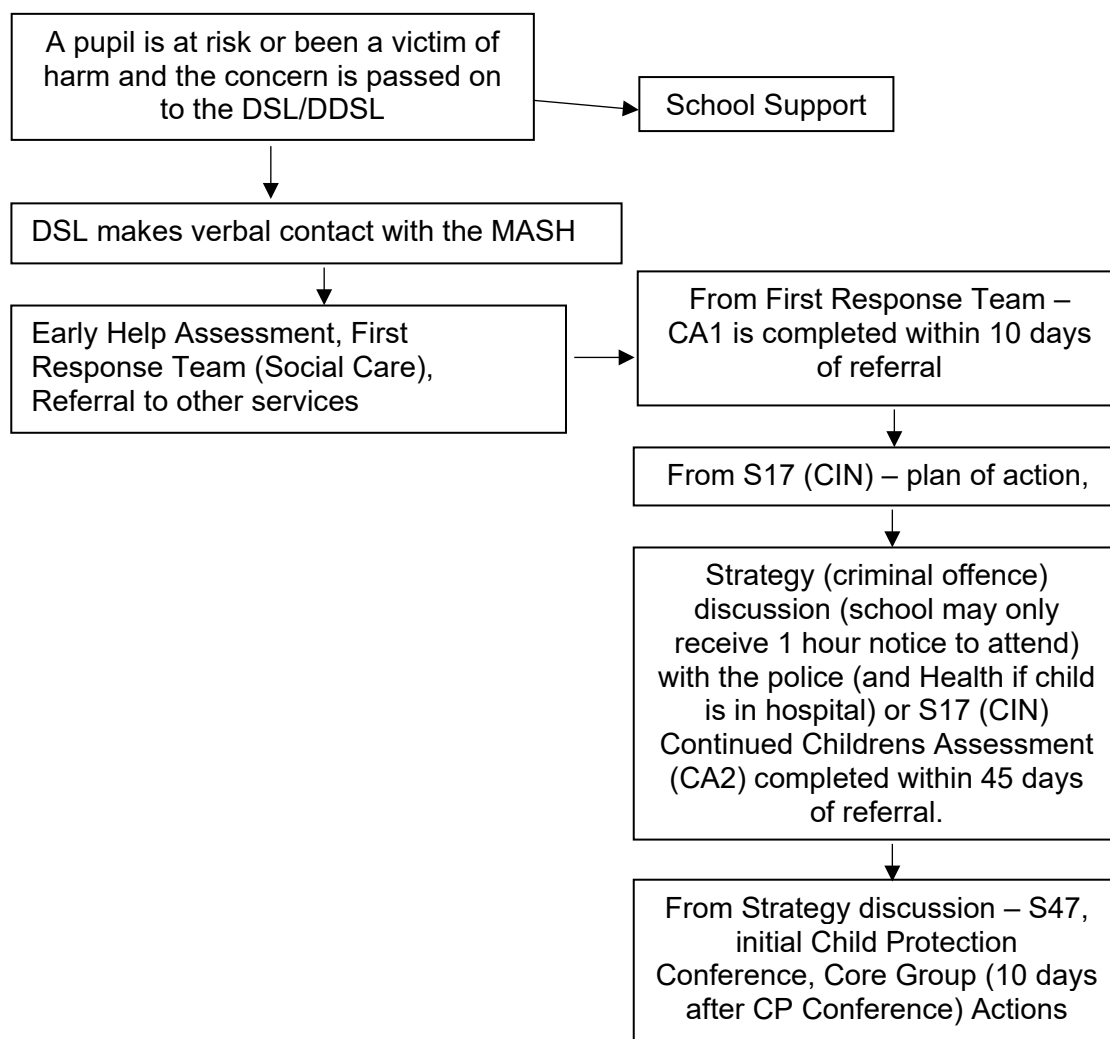 A pupil is at risk or been a victim of
harm and the concern is passed on
to the DSL/DDSL
School Support
DSL makes verbal contact with the MASH
Early Help Assessment, First
Response Team (Social Care),
Referral to other services
From First Response Team –
CA1 is completed within 10 days
of referral
From S17 (CIN) – plan of action,
Strategy (criminal offence)
discussion (school may only
receive 1 hour notice to attend)
with the police (and Health if child
is in hospital) or S17 (CIN)
Continued Childrens Assessment
(CA2) completed within 45 days
of referral.
From Strategy discussion – S47,
initial Child Protection
Conference, Core Group (10 days
after CP Conference) Actions